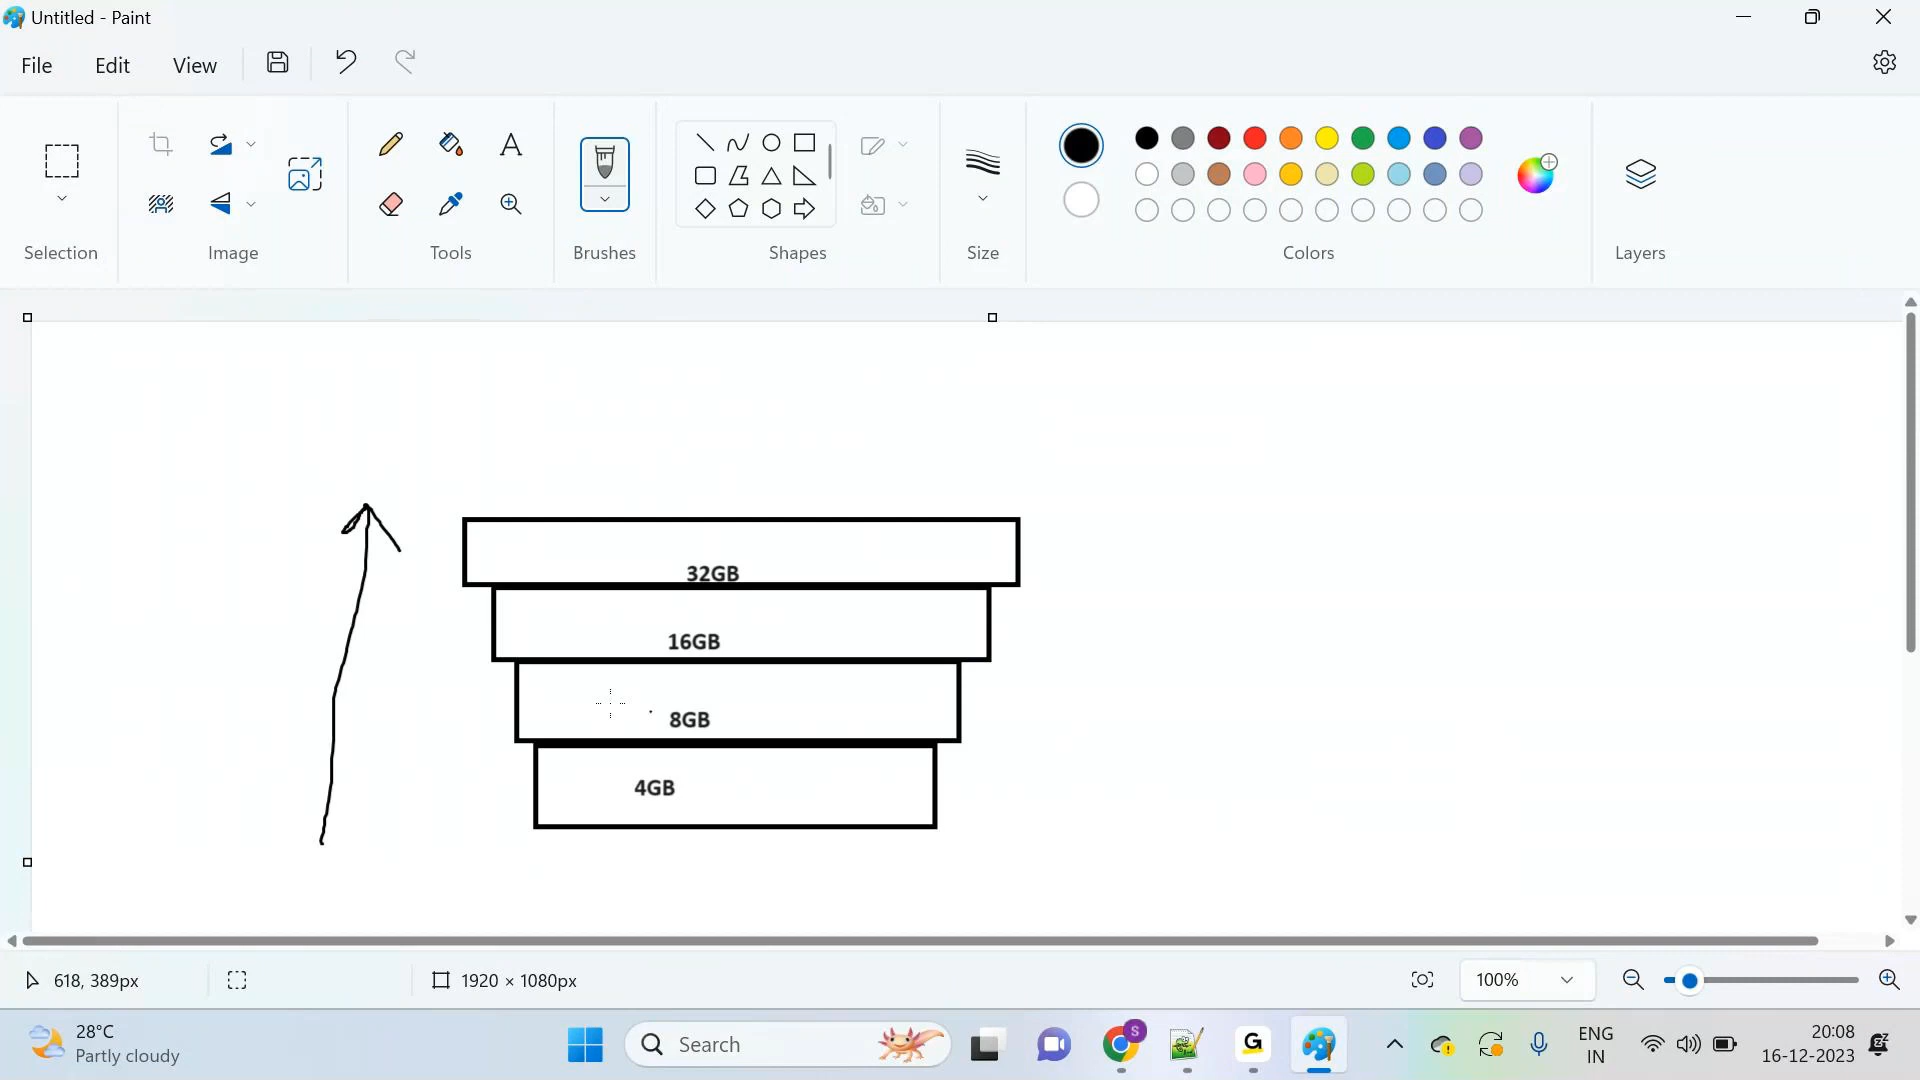 Untitled - Paint
File Edit View
Selection
Image
Tools
Brushes
Shapes
Size
Colors
Layers
32GB
16GB
8GB
4GB
618, 389px
1920 × 1080px
100%
28°C
Partly cloudy
Search
S
G
ENG
IN
20:08
16-12-2023